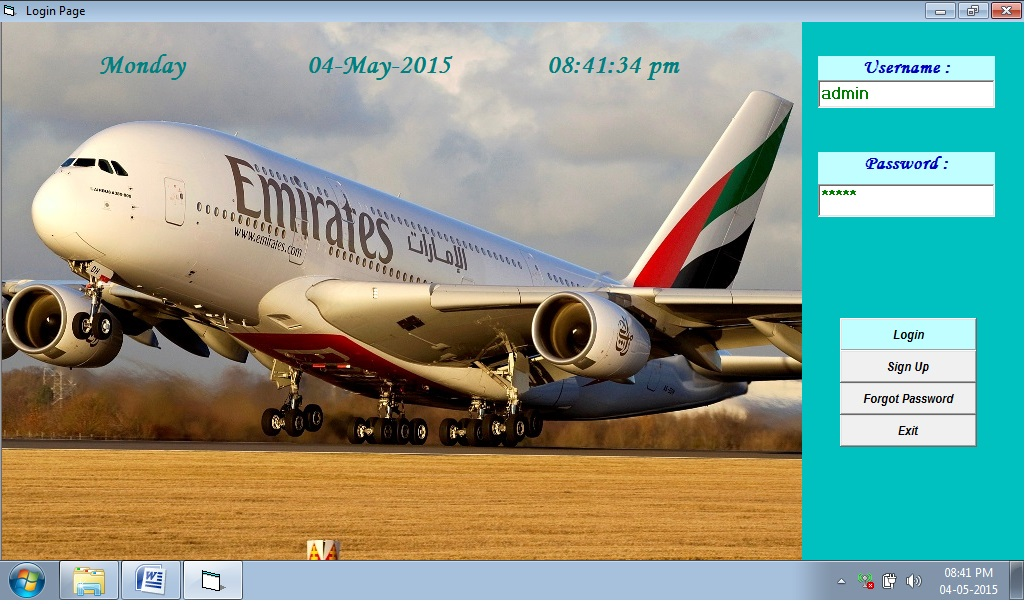 Login Page
Monday 04-May-2015 08:41:34 pm
Username :
admin
Password :
*****
Emirates
الإمارات
www.emirates.com
DH
Login
Sign Up
Forgot Password
Exit
08:41 PM
04-05-2015